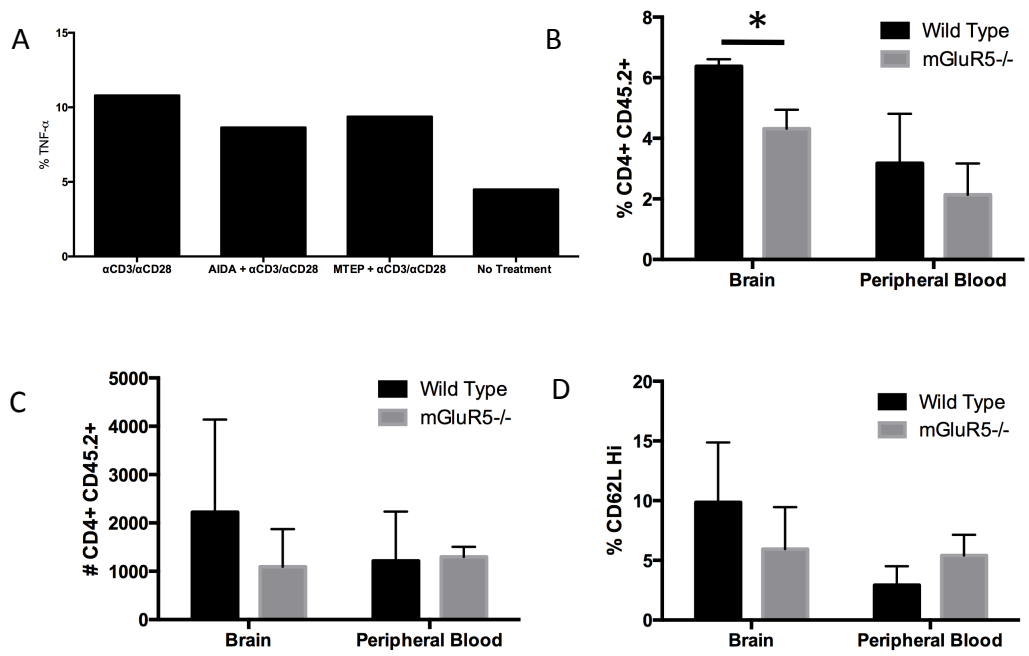 A
% TNF-α
15
10
5
0
αCD3/αCD28
AIDA + αCD3/αCD28
MTEP + αCD3/αCD28
No Treatment
B
% CD4+ CD45.2+
8
6
4
2
0
*
Wild Type
mGluR5-/-
Brain
Peripheral Blood
C
# CD4+ CD45.2+
5000
4000
3000
2000
1000
0
Wild Type
mGluR5-/-
Brain
Peripheral Blood
D
% CD62L Hi
20
15
10
5
0
Wild Type
mGluR5-/-
Brain
Peripheral Blood